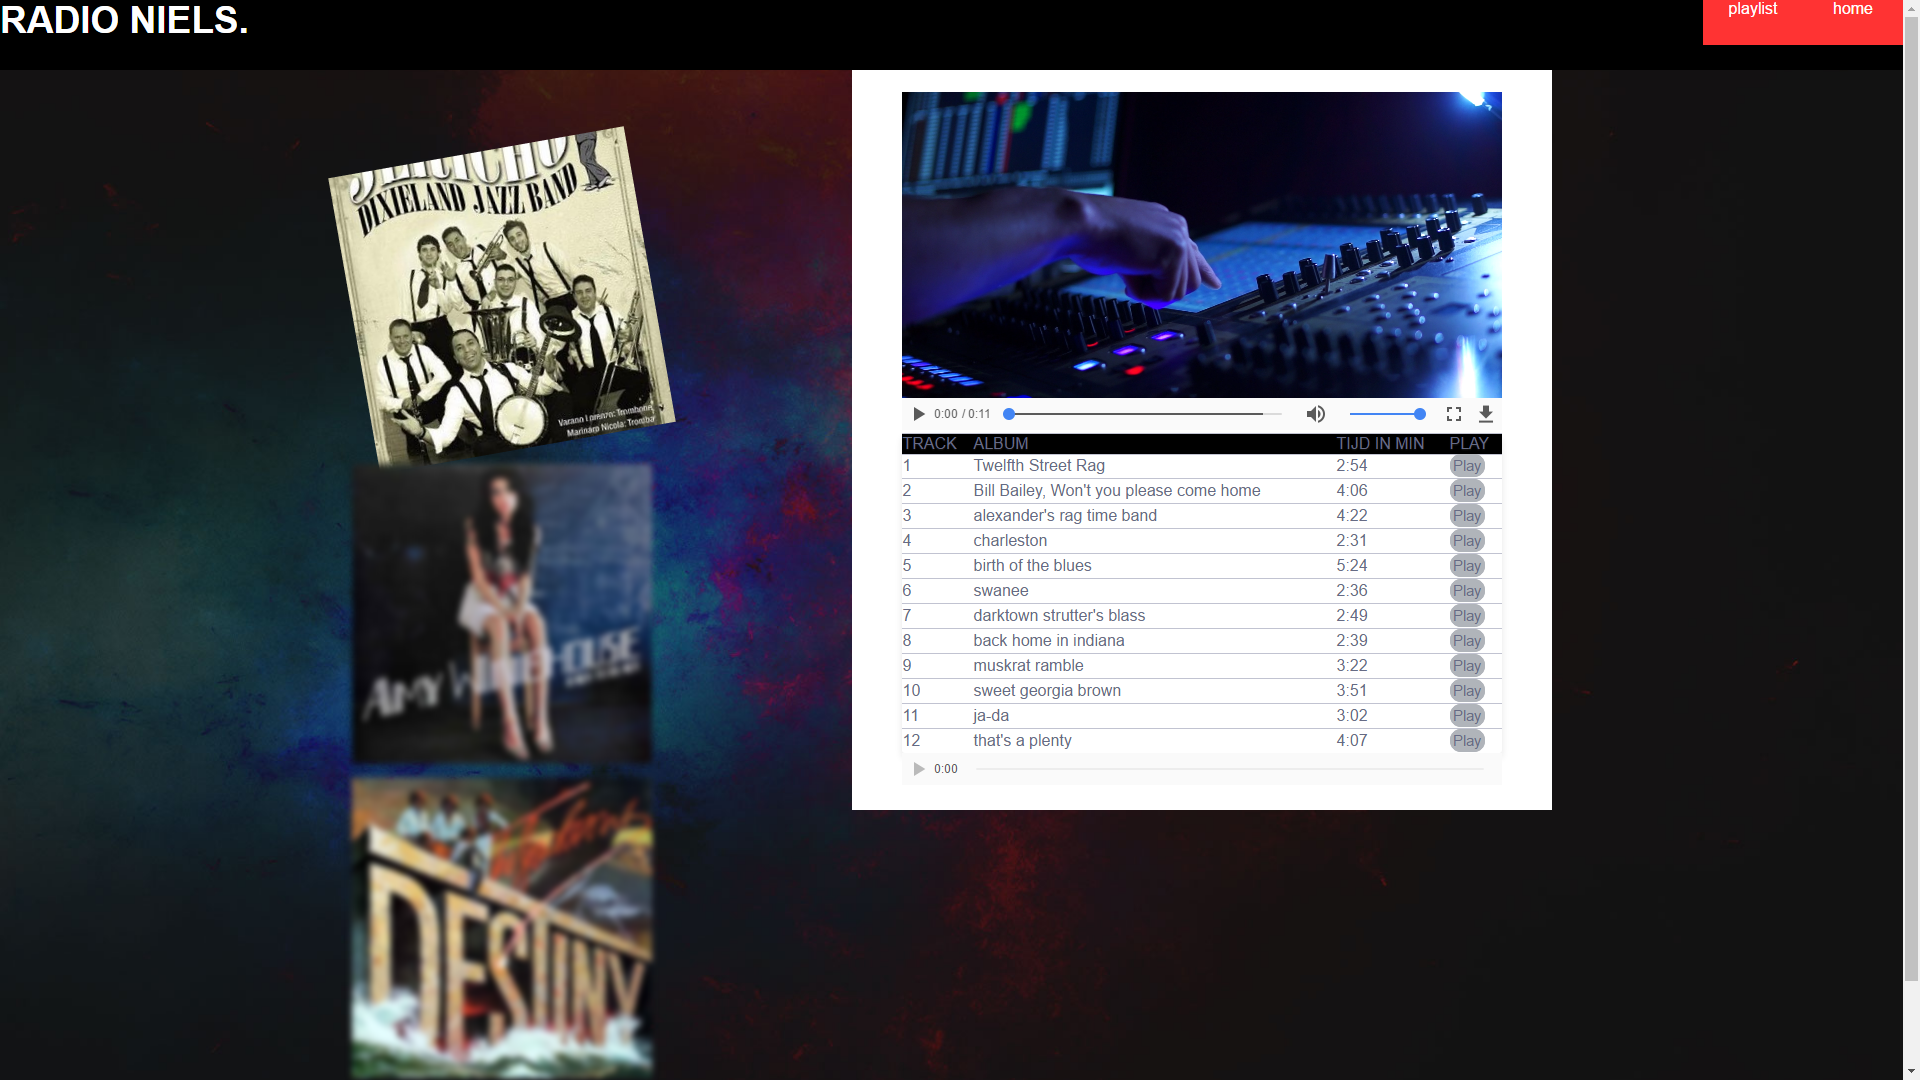 RADIO NIELS.
playlist
home
JERICHO
DIXIELAND JAZZ BAND
Varano Lorenzo: Trombone
Marinaro Nicola: Tromba
AMY WINEHOUSE
DESTINY
0:00 / 0:11
TRACK ALBUM TIJD IN MIN PLAY
1 Twelfth Street Rag 2:54 Play
2 Bill Bailey, Won't you please come home 4:06 Play
3 alexander's rag time band 4:22 Play
4 charleston 2:31 Play
5 birth of the blues 5:24 Play
6 swanee 2:36 Play
7 darktown strutter's blass 2:49 Play
8 back home in indiana 2:39 Play
9 muskrat ramble 3:22 Play
10 sweet georgia brown 3:51 Play
11 ja-da 3:02 Play
12 that's a plenty 4:07 Play
0:00